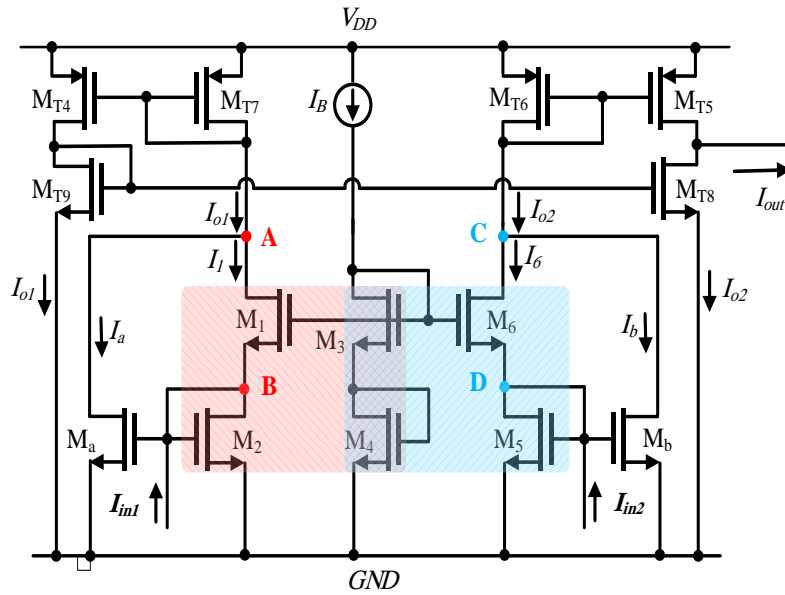 V_DD
M_T4
M_T7
I_B
M_T6
M_T5
M_T9
M_T8
I_out
I_o1
A
C
I_o2
I_1
I_6
I_o1
I_o2
I_a
I_b
M_1
M_3
M_6
B
D
M_a
M_2
M_4
M_5
M_b
I_in1
I_in2
GND